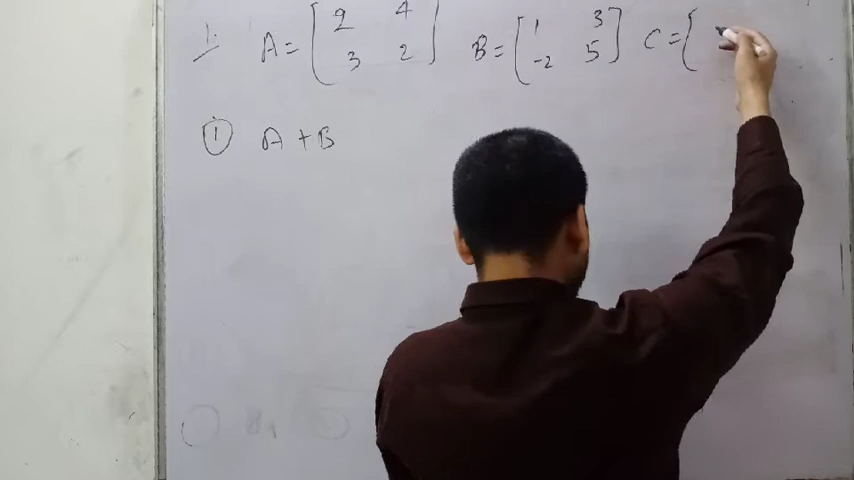 1. A = [2 4 B = [1 3] C = [
3 2] -2 5]
① A + B